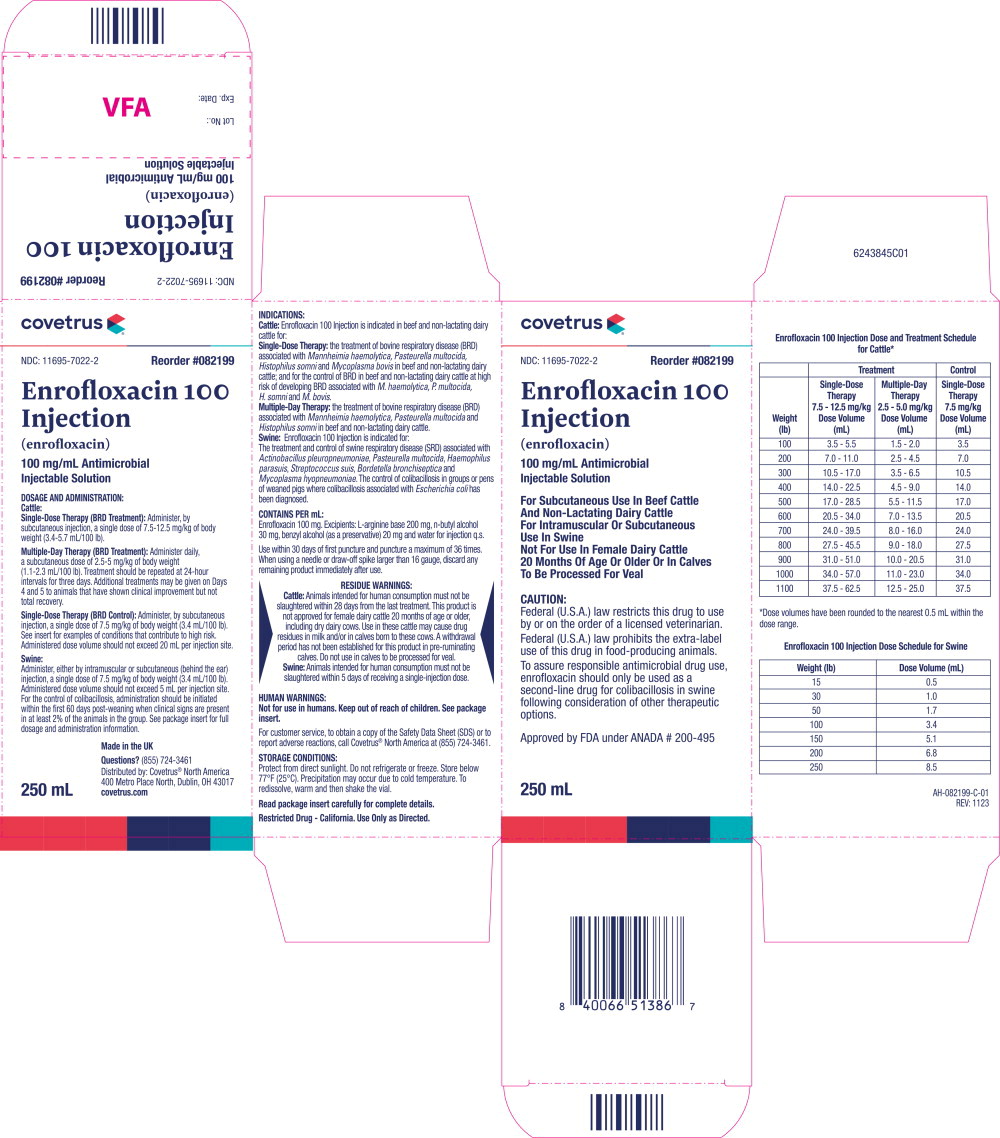 VFA
Exp. Date:
Lot No.:
NDC: 11695-7022-2
Reorder #082199
Enrofloxacin 100
Injection
(enrofloxacin)
100 mg/mL Antimicrobial
Injectable Solution
covetrus
NDC: 11695-7022-2 Reorder #082199
Enrofloxacin 100
Injection
(enrofloxacin)
100 mg/mL Antimicrobial
Injectable Solution
DOSAGE AND ADMINISTRATION:
Cattle:
Single-Dose Therapy (BRD Treatment): Administer, by
subcutaneous injection, a single dose of 7.5-12.5 mg/kg of body
weight (3.4-5.7 mL/100 lb).
Multiple-Day Therapy (BRD Treatment): Administer daily,
a subcutaneous dose of 2.5-5 mg/kg of body weight
(1.1-2.3 mL/100 lb). Treatment should be repeated at 24-hour
intervals for three days. Additional treatments may be given on Days
4 and 5 to animals that have shown clinical improvement but not
total recovery.
Single-Dose Therapy (BRD Control): Administer, by subcutaneous
injection, a single dose of 7.5 mg/kg of body weight (3.4 mL/100 lb).
See insert for examples of conditions that contribute to high risk.
Administered dose volume should not exceed 20 mL per injection site.
Swine:
Administer, either by intramuscular or subcutaneous (behind the ear)
injection, a single dose of 7.5 mg/kg of body weight (3.4 mL/100 lb).
Administered dose volume should not exceed 5 mL per injection site.
For the control of colibacillosis, administration should be initiated
within the first 60 days post-weaning when clinical signs are present
in at least 2% of the animals in the group. See package insert for full
dosage and administration information.
Made in the UK
Questions? (855) 724-3461
Distributed by: Covetrus® North America
400 Metro Place North, Dublin, OH 43017
covetrus.com
250 mL
INDICATIONS:
Cattle: Enrofloxacin 100 Injection is indicated in beef and non-lactating dairy
cattle for:
Single-Dose Therapy: the treatment of bovine respiratory disease (BRD)
associated with Mannheimia haemolytica, Pasteurella multocida,
Histophilus somni and Mycoplasma bovis in beef and non-lactating dairy
cattle; and for the control of BRD in beef and non-lactating dairy cattle at high
risk of developing BRD associated with M. haemolytica, P. multocida,
H. somni and M. bovis.
Multiple-Day Therapy: the treatment of bovine respiratory disease (BRD)
associated with Mannheimia haemolytica, Pasteurella multocida and
Histophilus somni in beef and non-lactating dairy cattle.
Swine: Enrofloxacin 100 Injection is indicated for:
The treatment and control of swine respiratory disease (SRD) associated with
Actinobacillus pleuropneumoniae, Pasteurella multocida, Haemophilus
parasuis, Streptococcus suis, Bordetella bronchiseptica and
Mycoplasma hyopneumoniae. The control of colibacillosis in groups or pens
of weaned pigs where colibacillosis associated with Escherichia coli has
been diagnosed.
CONTAINS PER mL:
Enrofloxacin 100 mg. Excipients: L-arginine base 200 mg, n-butyl alcohol
30 mg, benzyl alcohol (as a preservative) 20 mg and water for injection q.s.
Use within 30 days of first puncture and puncture a maximum of 36 times.
When using a needle or draw-off spike larger than 16 gauge, discard any
remaining product immediately after use.
RESIDUE WARNINGS:
Cattle: Animals intended for human consumption must not be
slaughtered within 28 days from the last treatment. This product is
not approved for female dairy cattle 20 months of age or older,
including dry dairy cows. Use in these cattle may cause drug
residues in milk and/or in calves born to these cows. A withdrawal
period has not been established for this product in pre-ruminating
calves. Do not use in calves to be processed for veal.
Swine: Animals intended for human consumption must not be
slaughtered within 5 days of receiving a single-injection dose.
HUMAN WARNINGS:
Not for use in humans. Keep out of reach of children. See package
insert.
For customer service, to obtain a copy of the Safety Data Sheet (SDS) or to
report adverse reactions, call Covetrus® North America at (855) 724-3461.
STORAGE CONDITIONS:
Protect from direct sunlight. Do not refrigerate or freeze. Store below
77°F (25°C). Precipitation may occur due to cold temperature. To
redissolve, warm and then shake the vial.
Read package insert carefully for complete details.
Restricted Drug - California. Use Only as Directed.
covetrus
NDC: 11695-7022-2 Reorder #082199
Enrofloxacin 100
Injection
(enrofloxacin)
100 mg/mL Antimicrobial
Injectable Solution
For Subcutaneous Use In Beef Cattle
And Non-Lactating Dairy Cattle
For Intramuscular Or Subcutaneous
Use In Swine
Not For Use In Female Dairy Cattle
20 Months Of Age Or Older Or In Calves
To Be Processed For Veal
CAUTION:
Federal (U.S.A.) law restricts this drug to use
by or on the order of a licensed veterinarian.
Federal (U.S.A.) law prohibits the extra-label
use of this drug in food-producing animals.
To assure responsible antimicrobial drug use,
enrofloxacin should only be used as a
second-line drug for colibacillosis in swine
following consideration of other therapeutic
options.
Approved by FDA under ANADA # 200-495
250 mL
8 40066 51386 7
6243845C01
Enrofloxacin 100 Injection Dose and Treatment Schedule
for Cattle*
Treatment Control
Weight (lb) Single-Dose Therapy 7.5 - 12.5 mg/kg Dose Volume (mL) Multiple-Day Therapy 2.5 - 5.0 mg/kg Dose Volume (mL) Single-Dose Therapy 7.5 mg/kg Dose Volume (mL)
100 3.5 - 5.5 1.5 - 2.0 3.5
200 7.0 - 11.0 2.5 - 4.5 7.0
300 10.5 - 17.0 3.5 - 6.5 10.5
400 14.0 - 22.5 4.5 - 9.0 14.0
500 17.0 - 28.5 5.5 - 11.5 17.0
600 20.5 - 34.0 7.0 - 13.5 20.5
700 24.0 - 39.5 8.0 - 16.0 24.0
800 27.5 - 45.5 9.0 - 18.0 27.5
900 31.0 - 51.0 10.0 - 20.5 31.0
1000 34.0 - 57.0 11.0 - 23.0 34.0
1100 37.5 - 62.5 12.5 - 25.0 37.5
*Dose volumes have been rounded to the nearest 0.5 mL within the
dose range.
Enrofloxacin 100 Injection Dose Schedule for Swine
Weight (lb) Dose Volume (mL)
15 0.5
30 1.0
50 1.7
100 3.4
150 5.1
200 6.8
250 8.5
AH-082199-C-01
REV: 1123